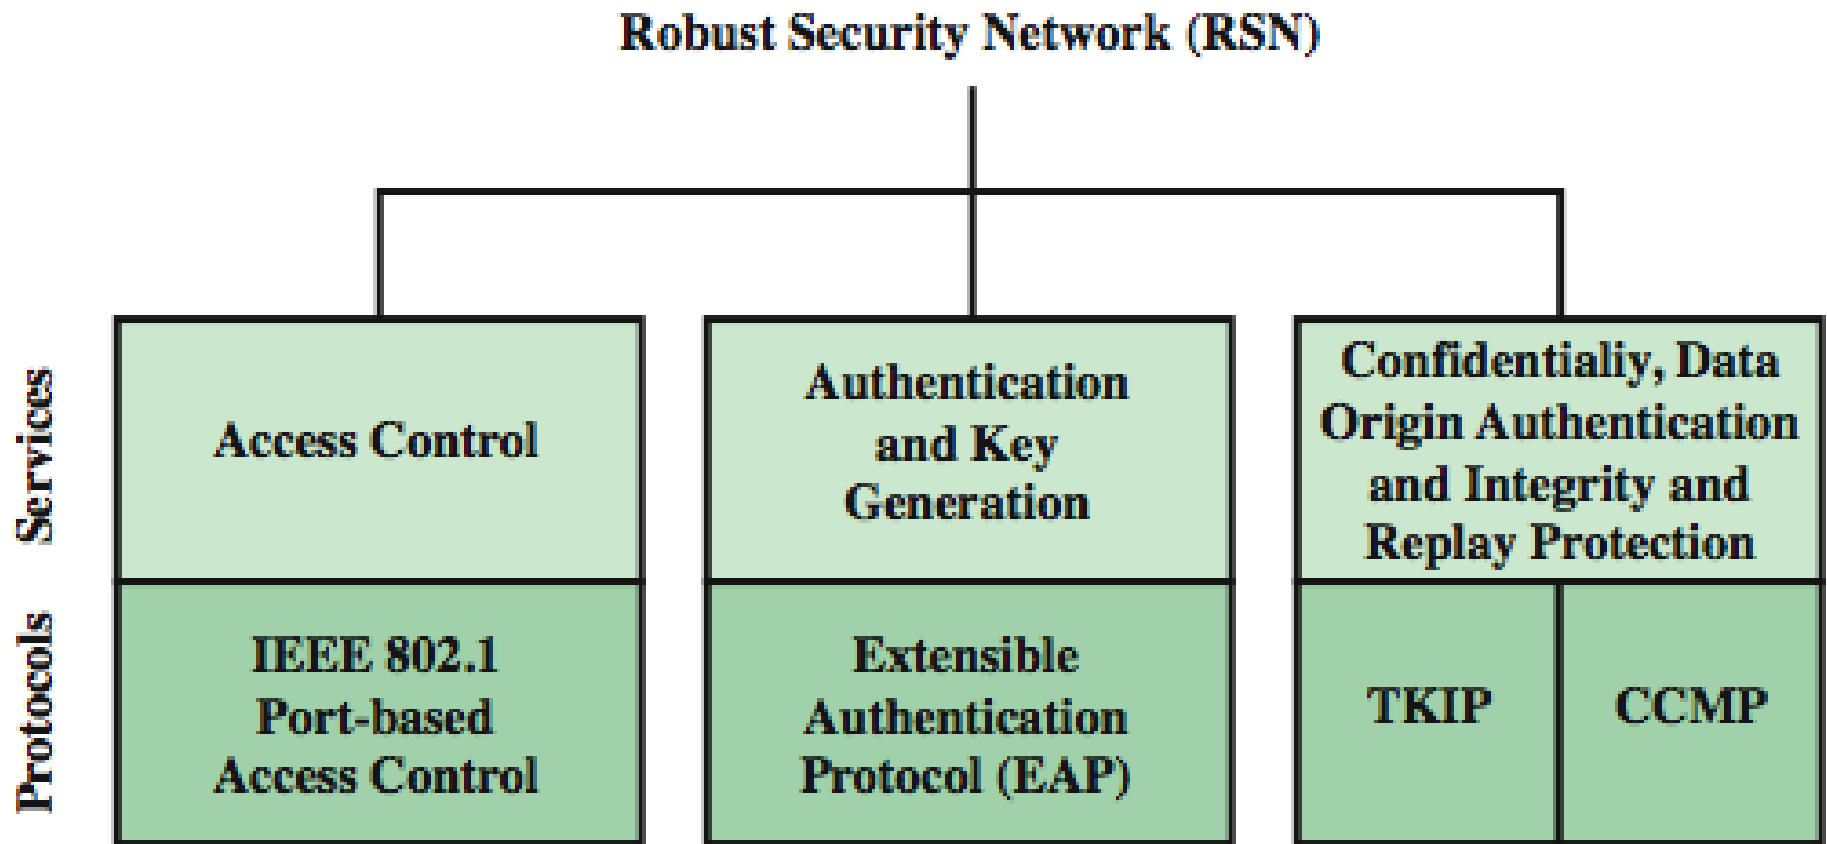 Robust Security Network (RSN)
Services
Access Control
Authentication
and Key
Generation
Confidentialiy, Data
Origin Authentication
and Integrity and
Replay Protection
Protocols
IEEE 802.1
Port-based
Access Control
Extensible
Authentication
Protocol (EAP)
TKIP
CCMP